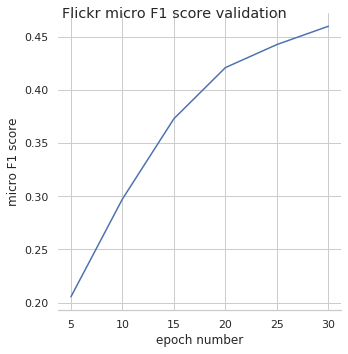 Flickr micro F1 score validation
0.45
0.40
0.35
0.30
0.25
0.20
micro F1 score
5 10 15 20 25 30
epoch number